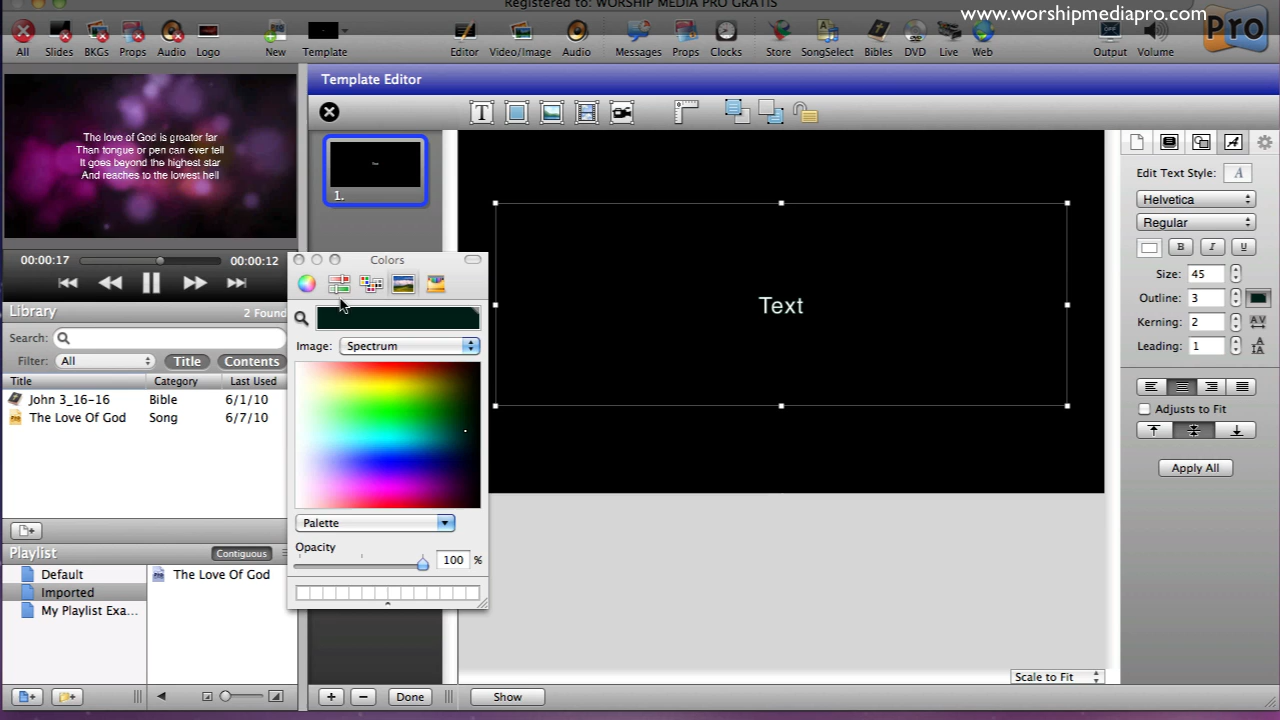 Registered to: WORSHIP MEDIA PRO GRATIS
www.worshipmediapro.com
Pro
All Slides BKGs Props Audio Logo New Template Editor Video/Image Audio Messages Props Clocks Store SongSelect Bibles DVD Live Web Output Volume
The love of God is greater far
Than tongue or pen can ever tell
It goes beyond the highest star
And reaches to the lowest hell
00:00:17
00:00:12
Library
2 Found
Search:
Filter: All Title Contents
Title Category Last Used
John 3_16-16 Bible 6/1/10
The Love Of God Song 6/7/10
Playlist
Contiguous
Default
Imported
My Playlist Exa...
The Love Of God
Template Editor
T
1.
Colors
Image: Spectrum
Palette
Opacity
100 %
Text
Done
Show
Scale to Fit
Edit Text Style: A
Helvetica
Regular
B I U
Size: 45
Outline: 3
Kerning: 2
Leading: 1
Adjusts to Fit
Apply All